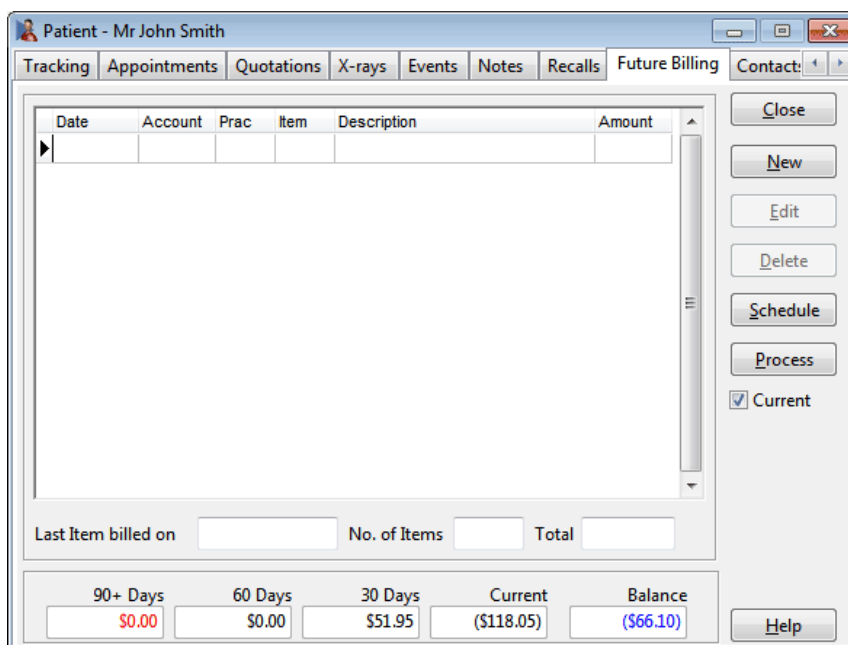 Patient - Mr John Smith
Tracking Appointments Quotations X-rays Events Notes Recalls Future Billing Contact:
Date Account Prac Item Description Amount
Close
New
Edit
Delete
Schedule
Process
Current
Last Item billed on No. of Items Total
90+ Days 60 Days 30 Days Current Balance
$0.00 $0.00 $51.95 ($118.05) ($66.10)
Help